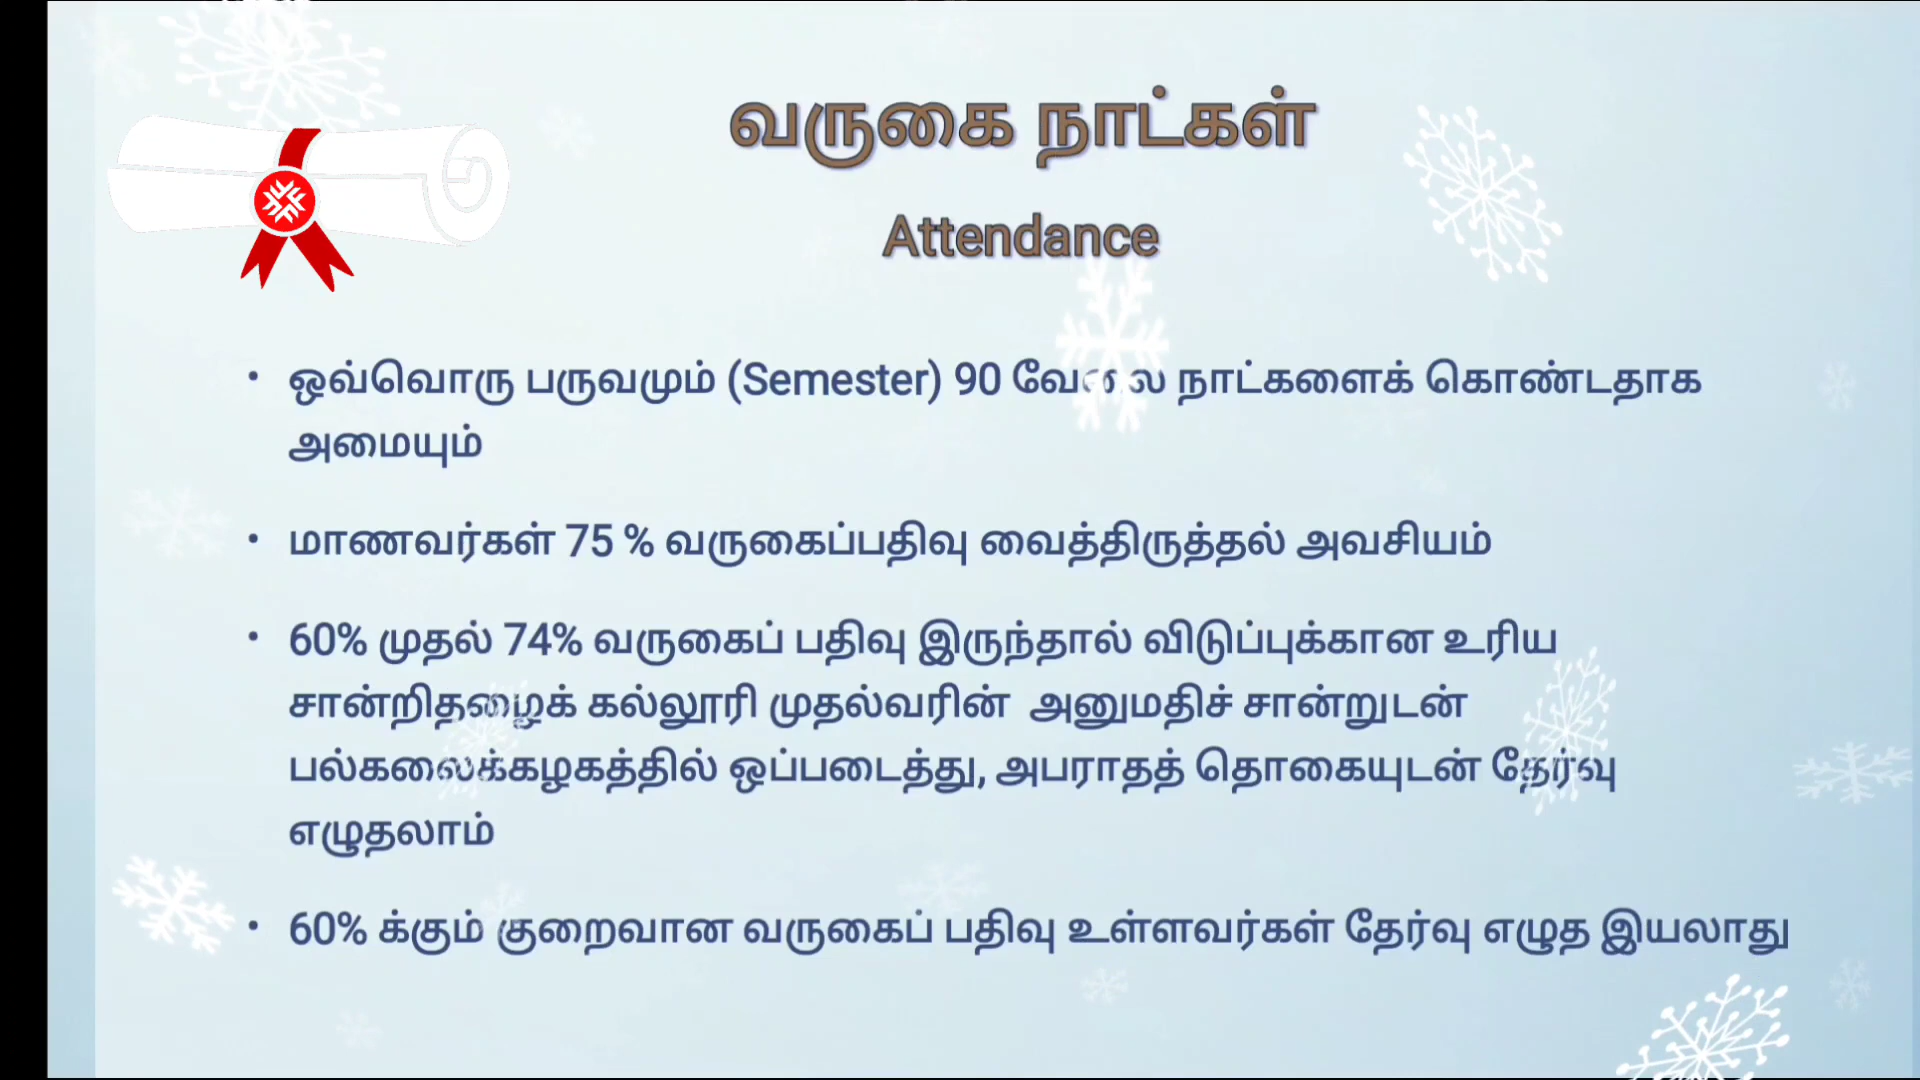 வருகை நாட்கள்
Attendance
• ஒவ்வொரு பருவமும் (Semester) 90 வேலை நாட்களைக் கொண்டதாக
அமையும்
• மாணவர்கள் 75 % வருகைப்பதிவு வைத்திருத்தல் அவசியம்
• 60% முதல் 74% வருகைப் பதிவு இருந்தால் விடுப்புக்கான உரிய
சான்றிதழைக் கல்லூரி முதல்வரின் அனுமதிச் சான்றுடன்
பல்கலைக்கழகத்தில் ஒப்படைத்து, அபராதத் தொகையுடன் தேர்வு
எழுதலாம்
• 60% க்கும் குறைவான வருகைப் பதிவு உள்ளவர்கள் தேர்வு எழுத இயலாது